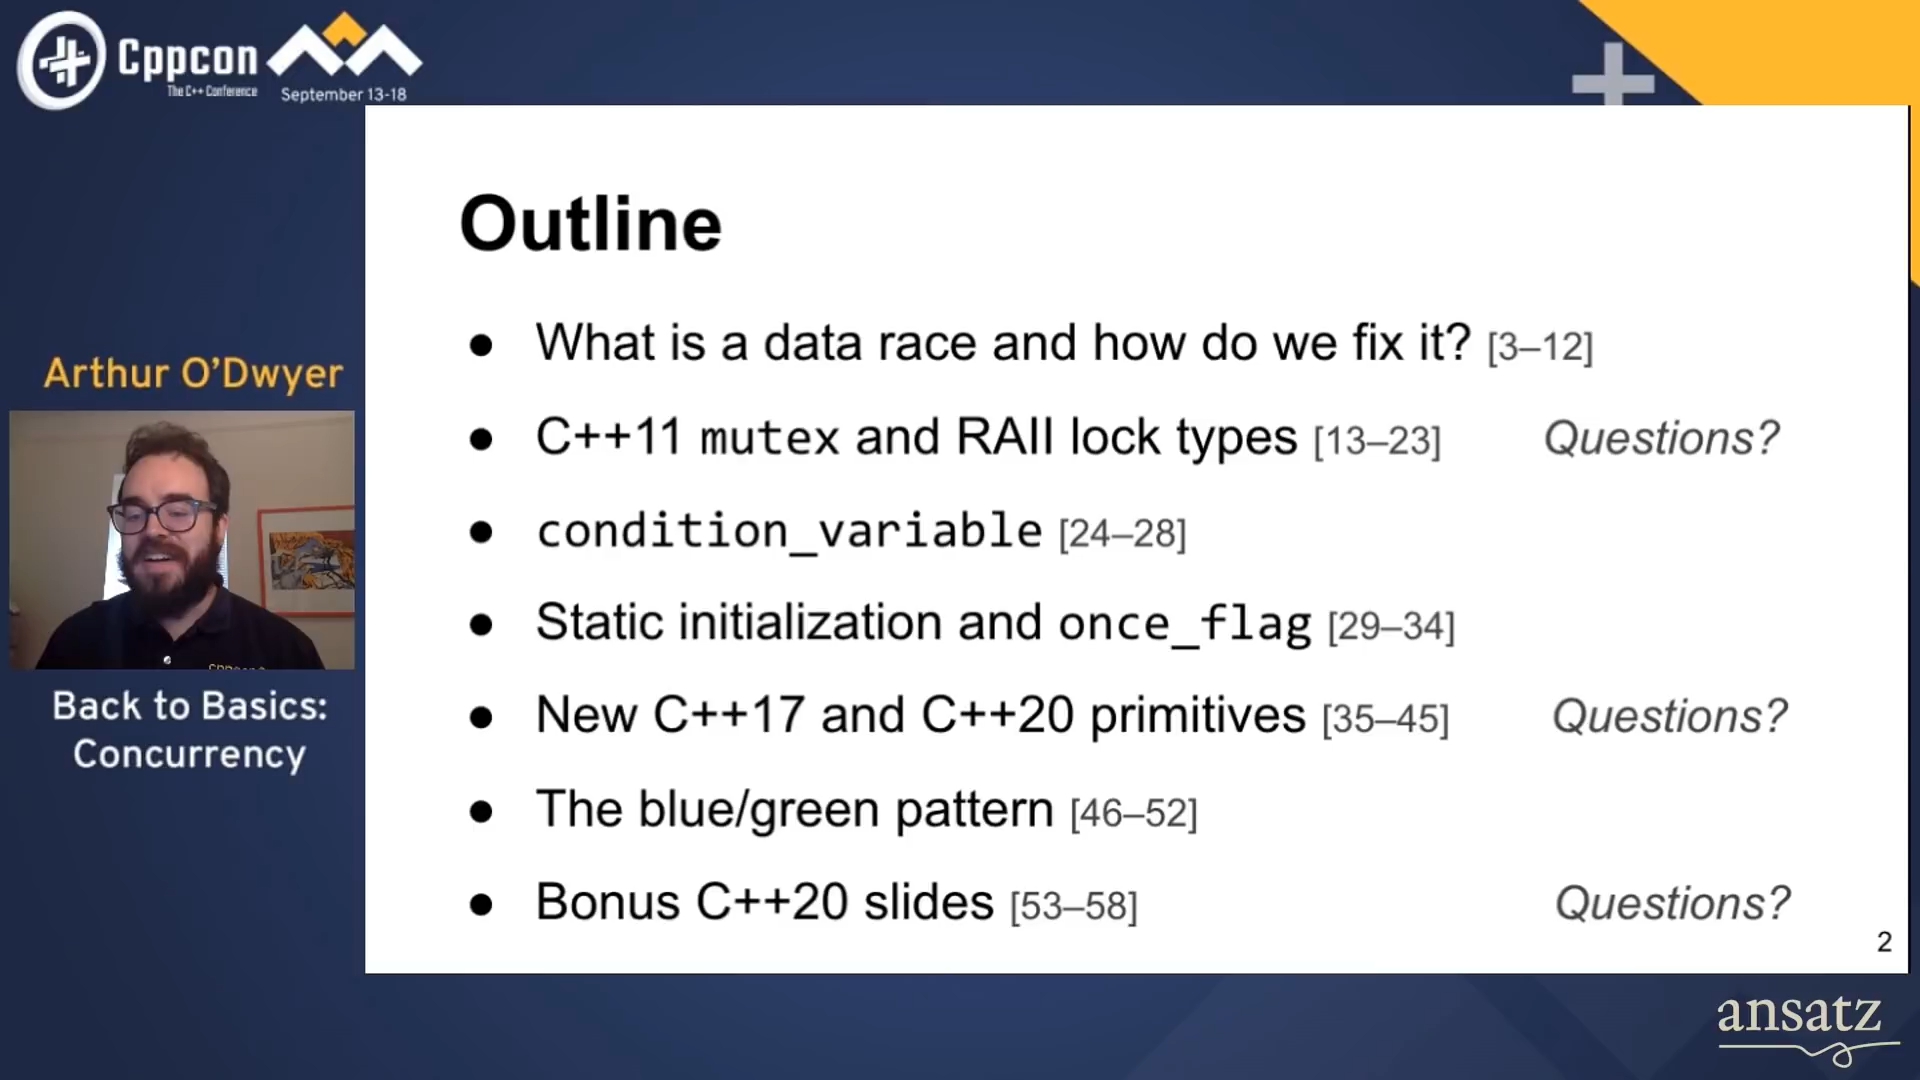 Cppcon
The C++ Conference
September 13-18
Outline
● What is a data race and how do we fix it? [3–12]
● C++11 mutex and RAII lock types [13–23] Questions?
● condition_variable [24–28]
● Static initialization and once_flag [29–34]
● New C++17 and C++20 primitives [35–45] Questions?
● The blue/green pattern [46–52]
● Bonus C++20 slides [53–58] Questions?
2
Arthur O’Dwyer
Back to Basics:
Concurrency
ansatz